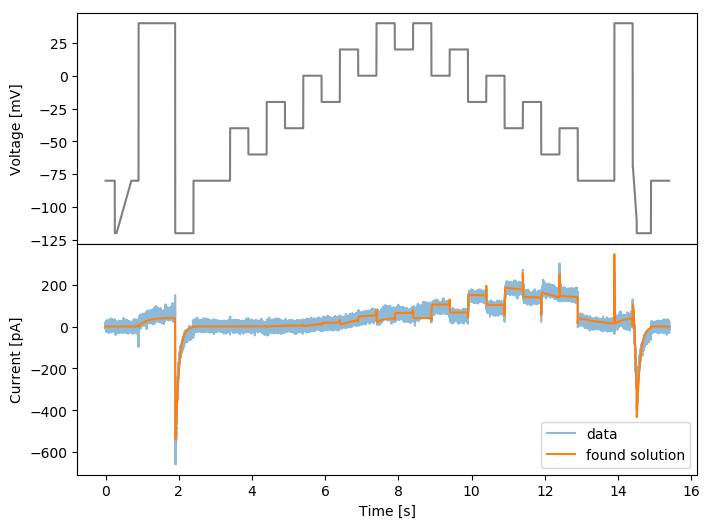 Voltage [mV]
25
0
−25
−50
−75
−100
−125
Current [pA]
200
0
−200
−400
−600
data
found solution
0 2 4 6 8 10 12 14 16
Time [s]